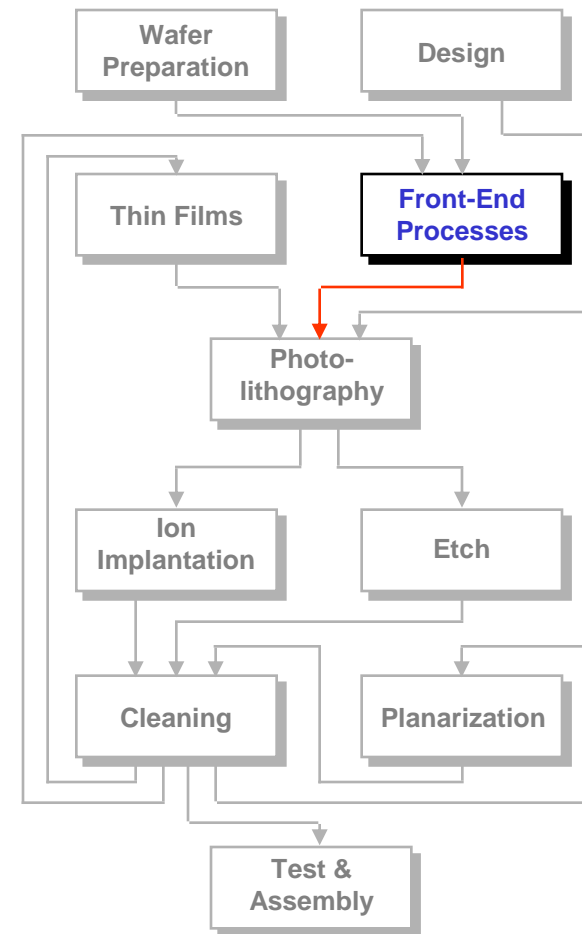 Wafer
Preparation
Design
Thin Films
Front-End
Processes
Photo-
lithography
Ion
Implantation
Etch
Cleaning
Planarization
Test &
Assembly